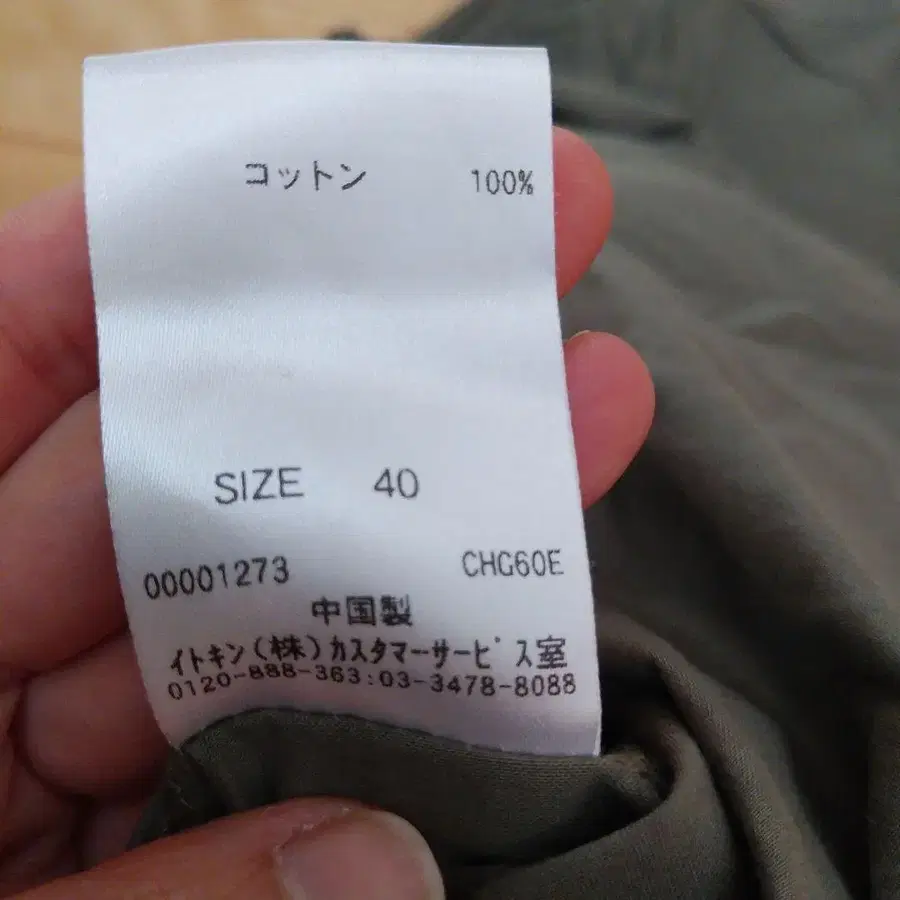 コットン 100%
SIZE 40
00001273 CHG60E
中国製
イトキン(株)カスタマーサービス室
0120-888-363:03-3478-8088